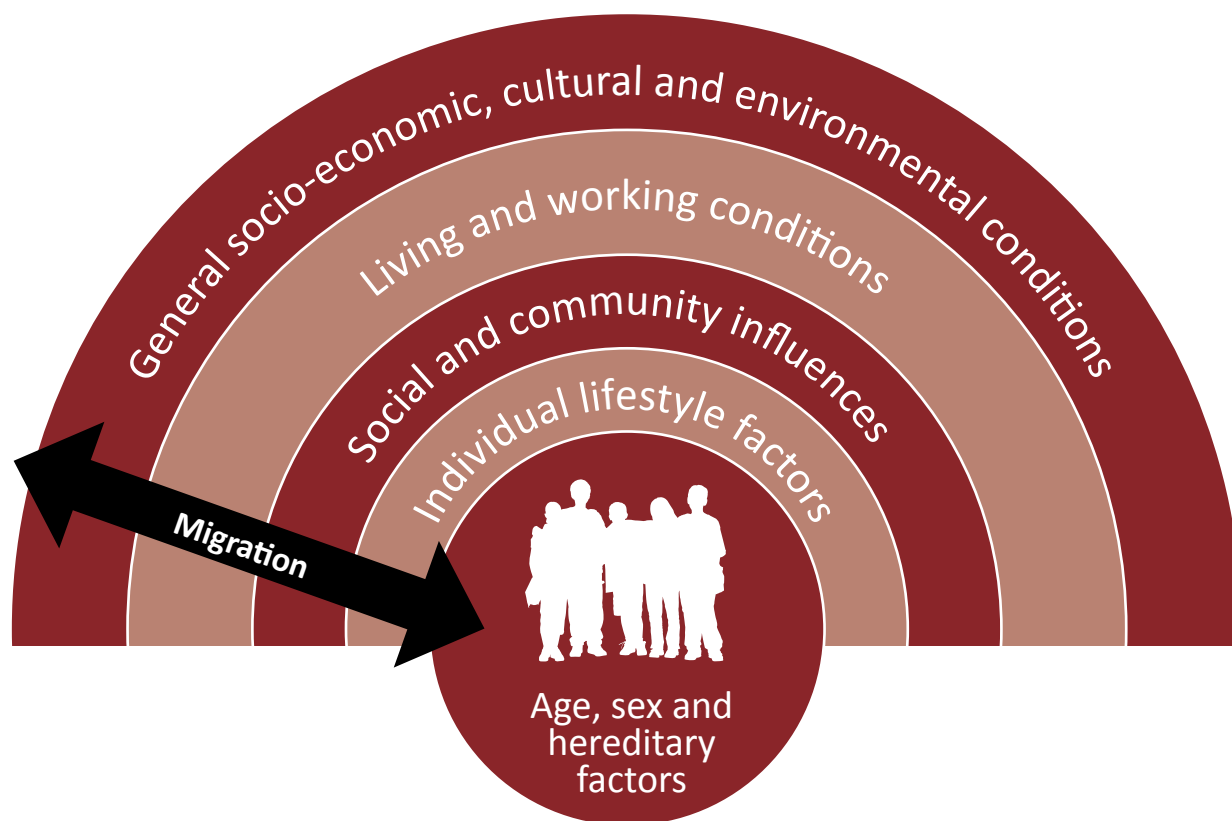 General socio-economic, cultural and environmental conditions
Living and working conditions
Social and community influences
Individual lifestyle factors
Migration
Age, sex and
hereditary
factors